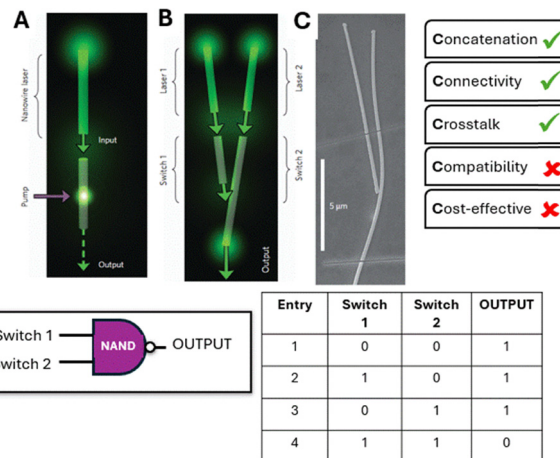 A
B
C
Nanowire laser
Input
Pump
Output
Laser 1
Laser 2
Switch 1
Switch 2
Output
5 µm
Concatenation
Connectivity
Crosstalk
Compatibility
Cost-effective
Switch 1
NAND
OUTPUT
witch 2
Entry Switch 1 Switch 2 OUTPUT
1 0 0 1
2 1 0 1
3 0 1 1
4 1 1 0